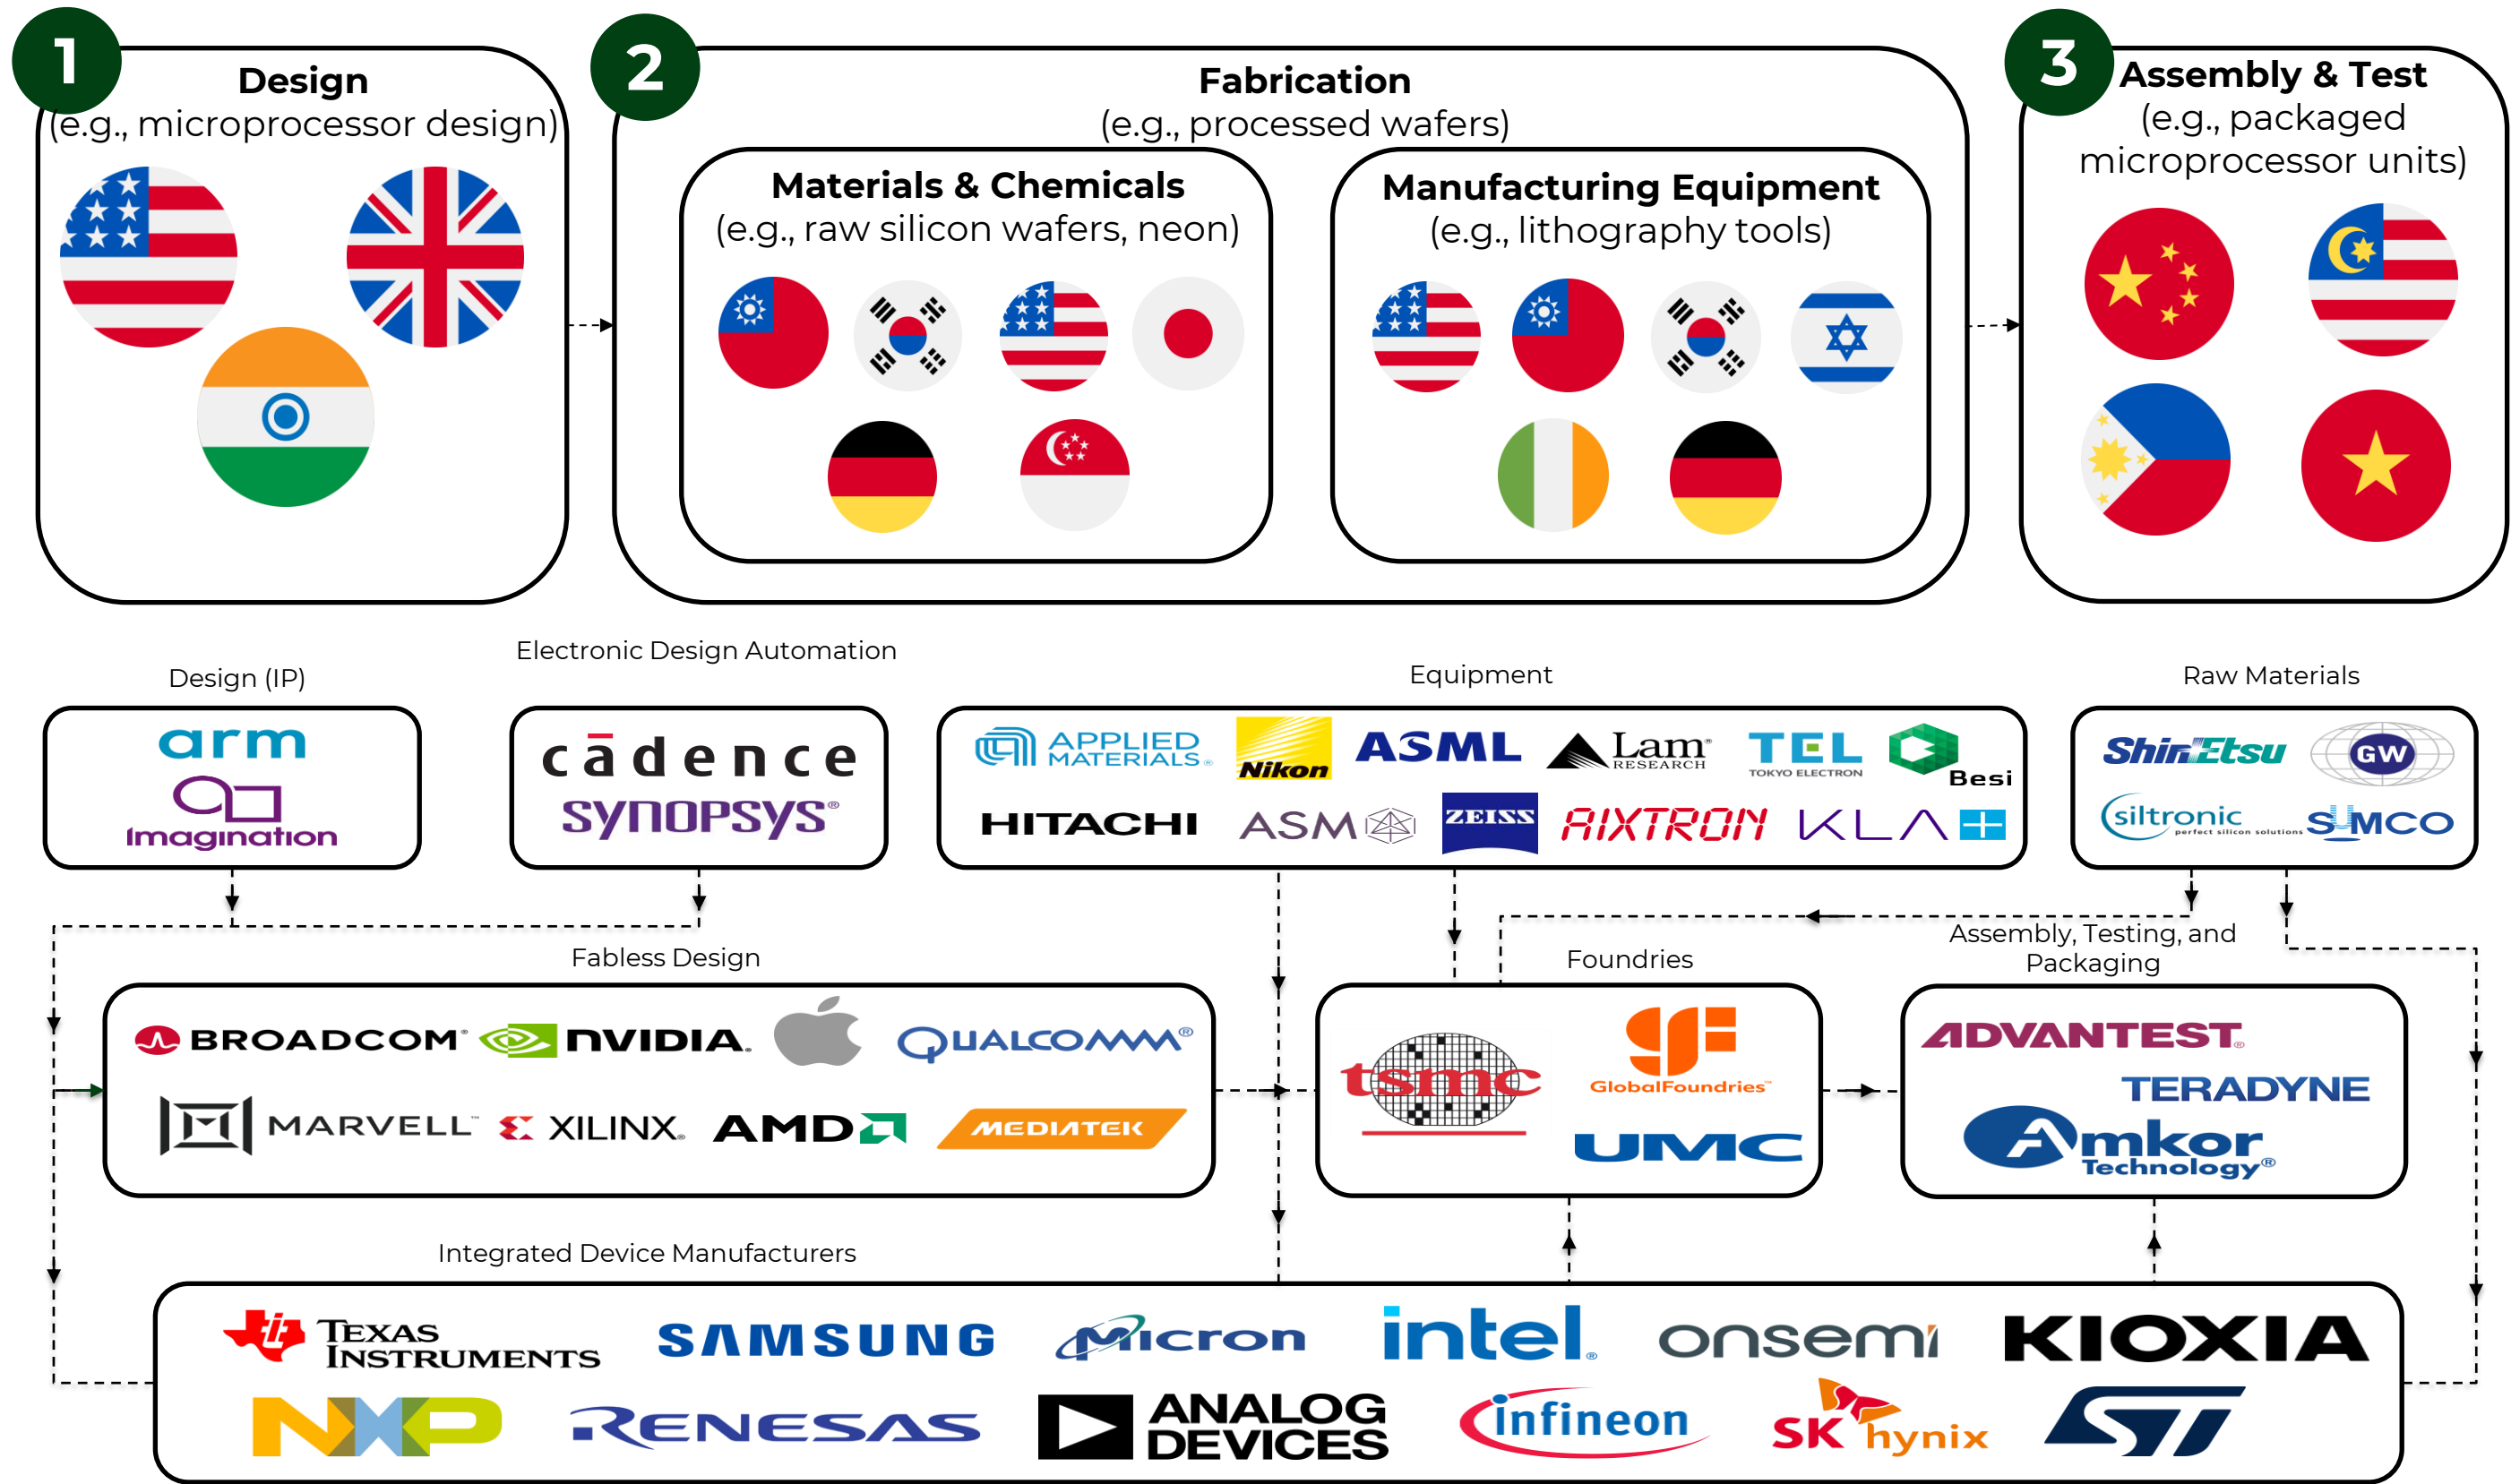 1
Design
(e.g., microprocessor design)
2
Fabrication
(e.g., processed wafers)
Materials & Chemicals
(e.g., raw silicon wafers, neon)
Manufacturing Equipment
(e.g., lithography tools)
3
Assembly & Test
(e.g., packaged
microprocessor units)
Design (IP)
arm
Imagination
Electronic Design Automation
cādence
SYNOPSYS®
Equipment
APPLIED
MATERIALS®
Nikon
ASML
Lam®
RESEARCH
TEL
TOKYO ELECTRON
Besi
HITACHI
ASM
ZEISS
AIXTRON
KLA
Raw Materials
ShinEtsu
GW
siltronic
perfect silicon solutions
SUMCO
Fabless Design
BROADCOM®
NVIDIA.
QUALCOMM®
MARVELL™
XILINX®
AMD
MEDIATEK
Foundries
tsmc
GF
GlobalFoundries™
UMC
Assembly, Testing, and
Packaging
ADVANTEST®
TERADYNE
Amkor
Technology®
Integrated Device Manufacturers
TEXAS
INSTRUMENTS
SAMSUNG
Micron
intel®
onsemi
KIOXIA
NXP
RENESAS
ANALOG
DEVICES
infineon
SK hynix
ST